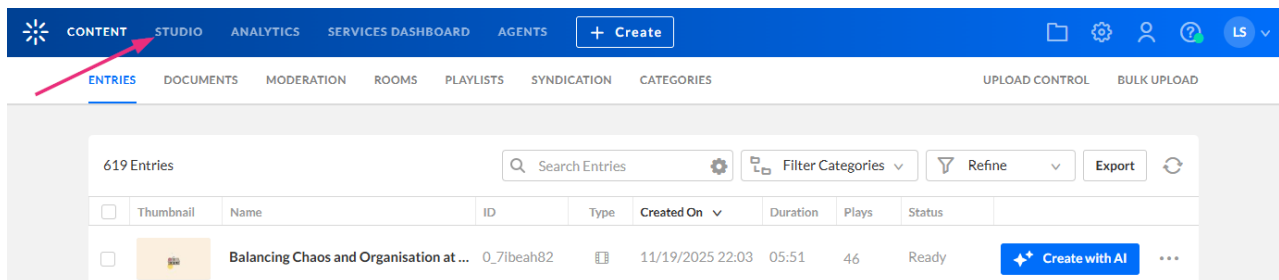 CONTENT STUDIO ANALYTICS SERVICES DASHBOARD AGENTS + Create LS
ENTRIES DOCUMENTS MODERATION ROOMS PLAYLISTS SYNDICATION CATEGORIES UPLOAD CONTROL BULK UPLOAD
619 Entries Search Entries Filter Categories Refine Export
Thumbnail Name ID Type Created On Duration Plays Status
Balancing Chaos and Organisation at ... 0_7ibeah82 11/19/2025 22:03 05:51 46 Ready Create with AI